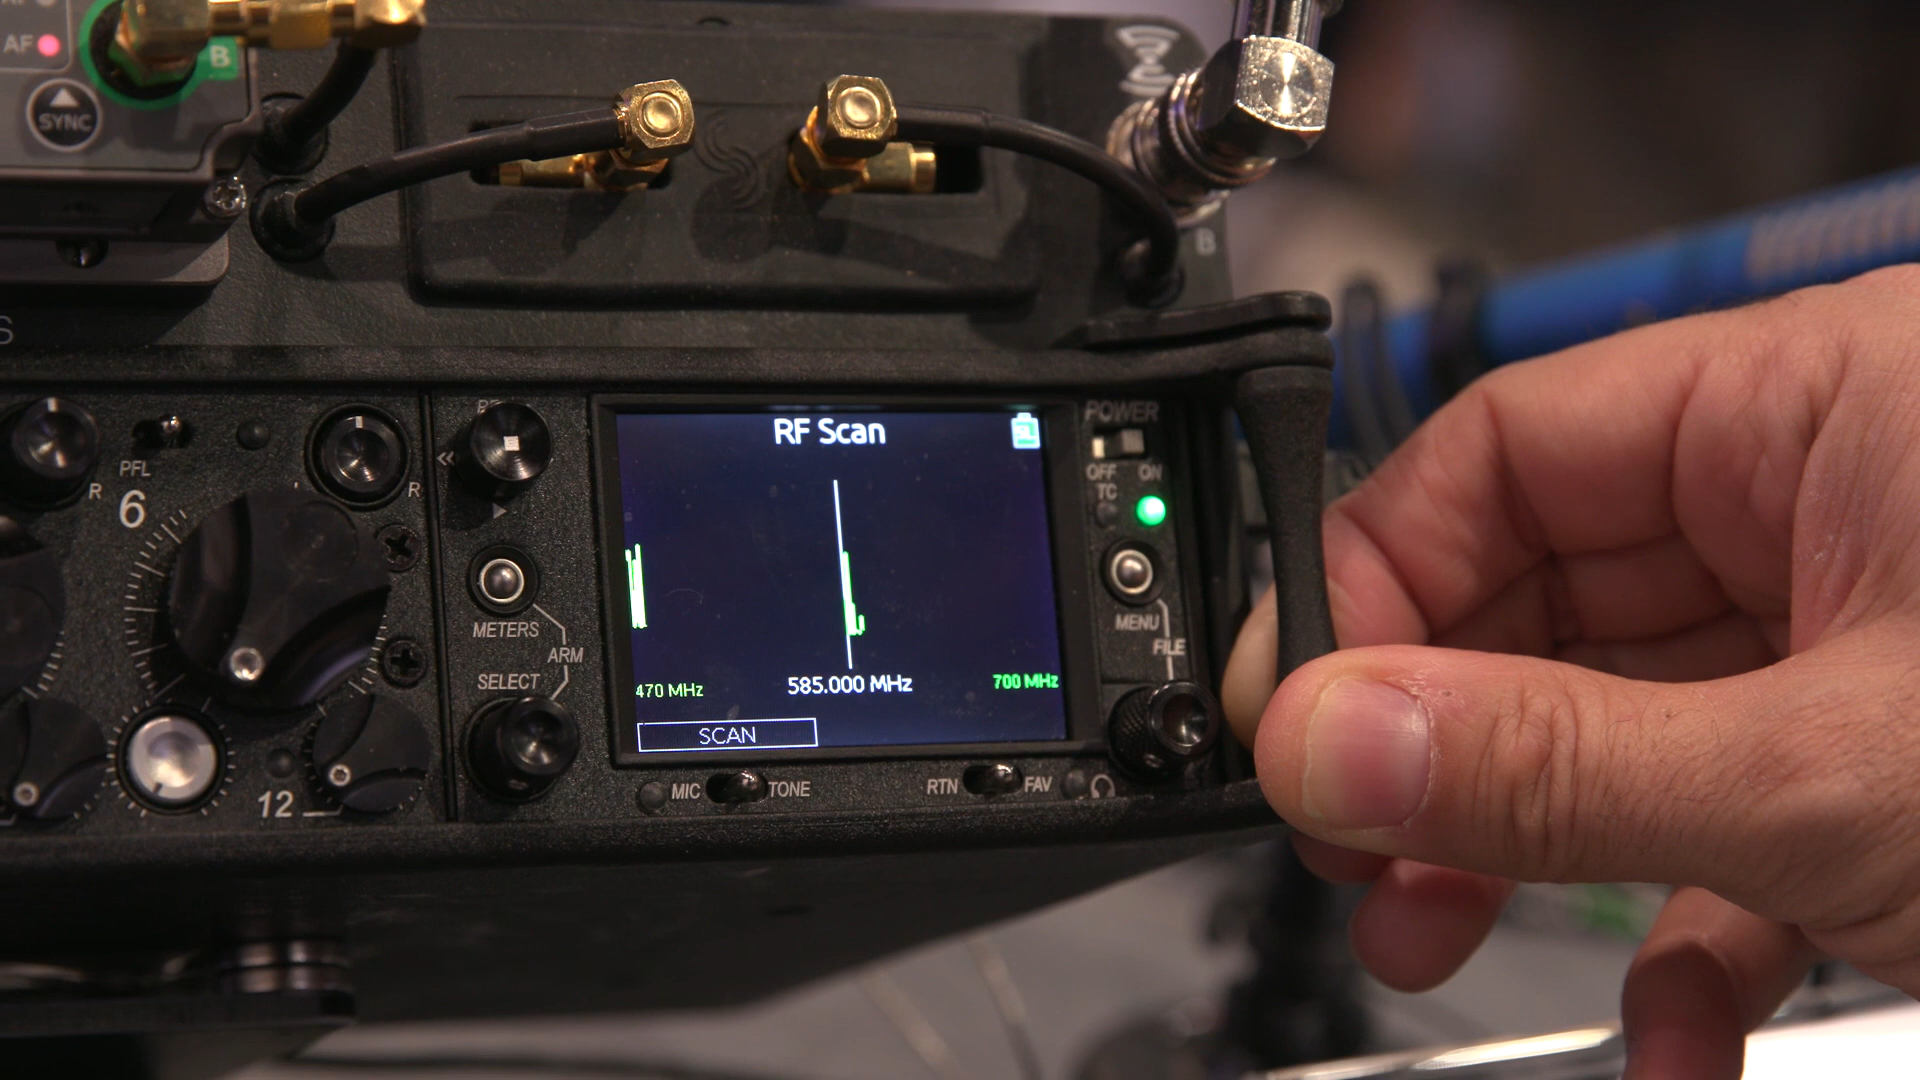 AF
B
SYNC
B
S
RF Scan
POWER
OFF ON
TC
PFL
R
6
R
METERS
ARM
SELECT
MENU
FILE
470 MHz
585.000 MHz
700 MHz
SCAN
MIC
TONE
RTN
FAV
12